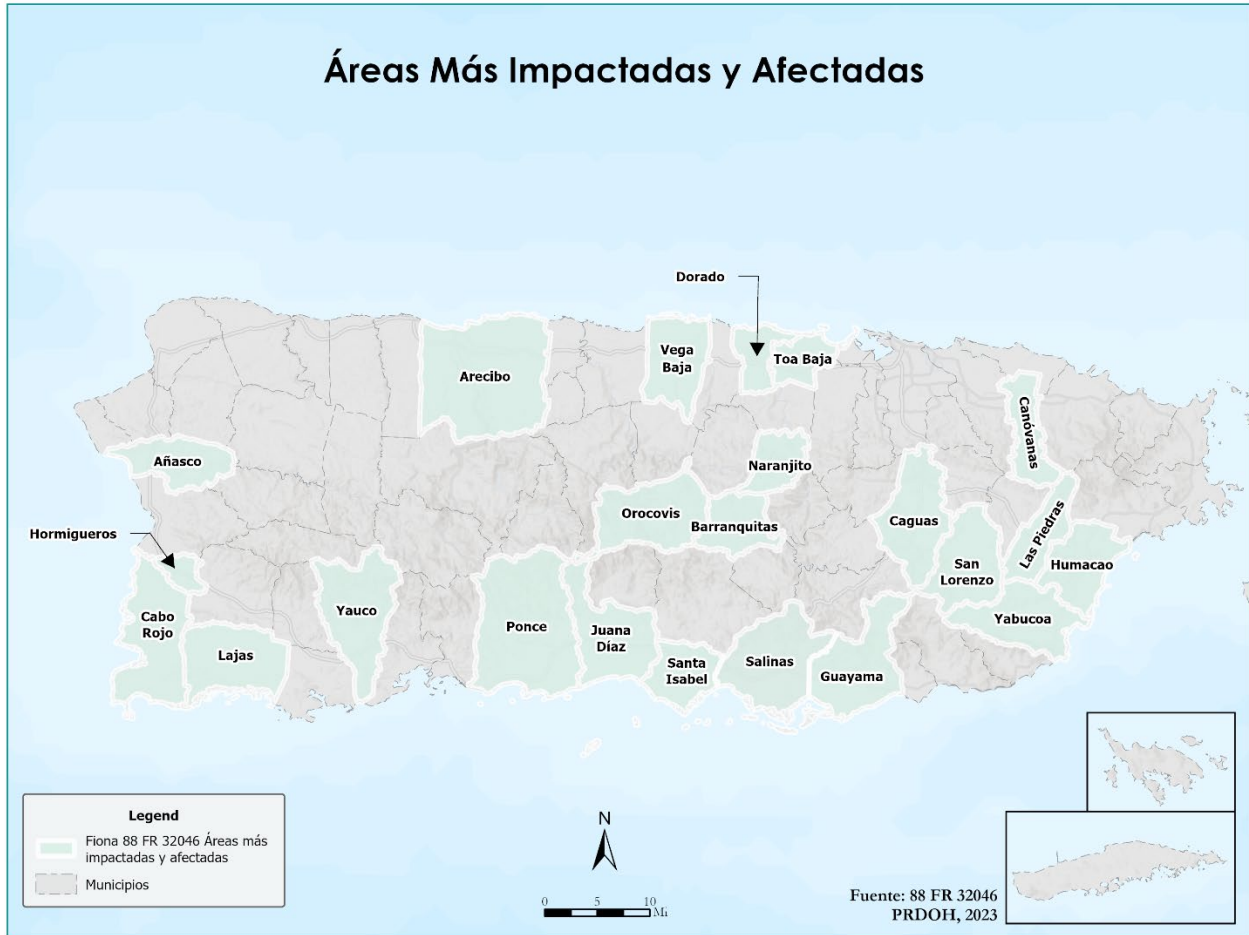 Áreas Más Impactadas y Afectadas
Dorado
Vega
Baja
Toa Baja
Arecibo
Canóvanas
Añasco
Naranjito
Orocovis
Barranquitas
Caguas
Hormigueros
Las Piedras
San
Lorenzo
Humacao
Cabo
Rojo
Yauco
Ponce
Juana
Díaz
Yabucoa
Lajas
Santa
Isabel
Salinas
Guayama
Legend
Fiona 88 FR 32046 Áreas más
impactadas y afectadas
Municipios
N
0 5 10
Mi
Fuente: 88 FR 32046
PRDOH, 2023